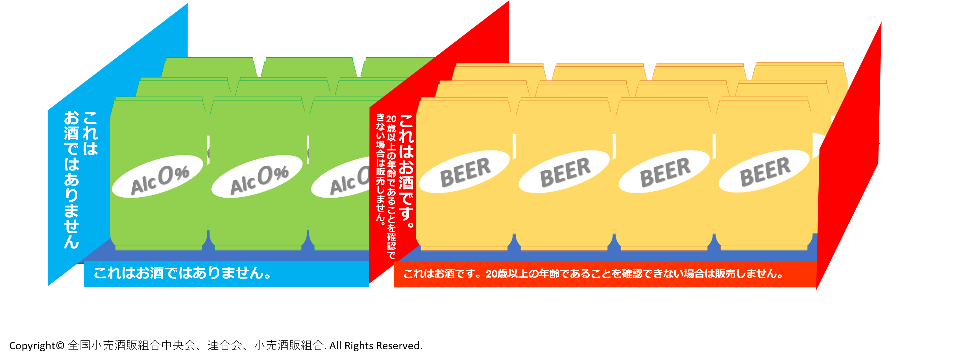 これは
お酒ではありません
Alc 0%
Alc 0%
Alc 0
これはお酒です。
20歳以上の年齢であることを確認で
きない場合は販売しません。
BEER
BEER
BEER
BEER
これはお酒ではありません。
これはお酒です。20歳以上の年齢であることを確認できない場合は販売しません。
Copyright© 全国小売酒販組合中央会、連合会、小売酒販組合. All Rights Reserved.